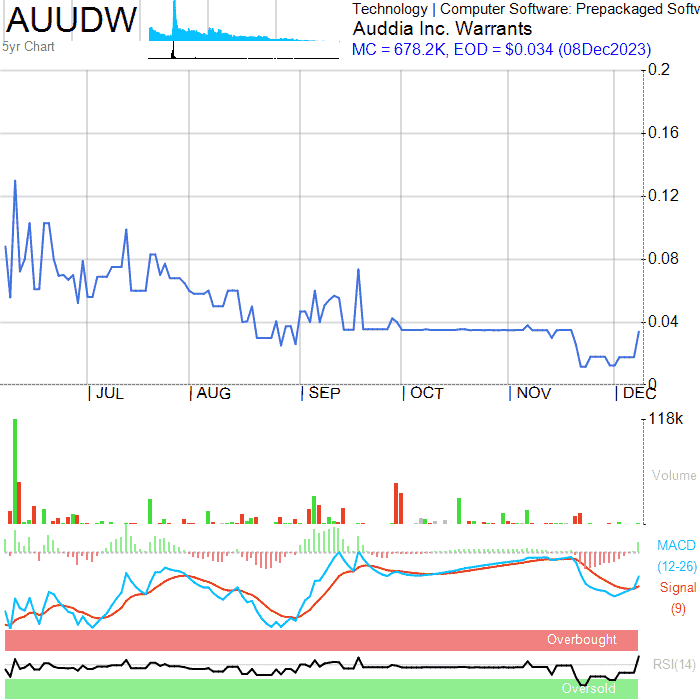 AUUDW
5yr Chart
Technology | Computer Software: Prepackaged Softw
Auddia Inc. Warrants
MC = 678.2K, EOD = $0.034 (08Dec2023)
0.2
0.16
0.12
0.08
0.04
0
JUL
AUG
SEP
OCT
NOV
DEC
118k
Volume
MACD
(12-26)
Signal
(9)
Overbought
RSI(14)
Oversold